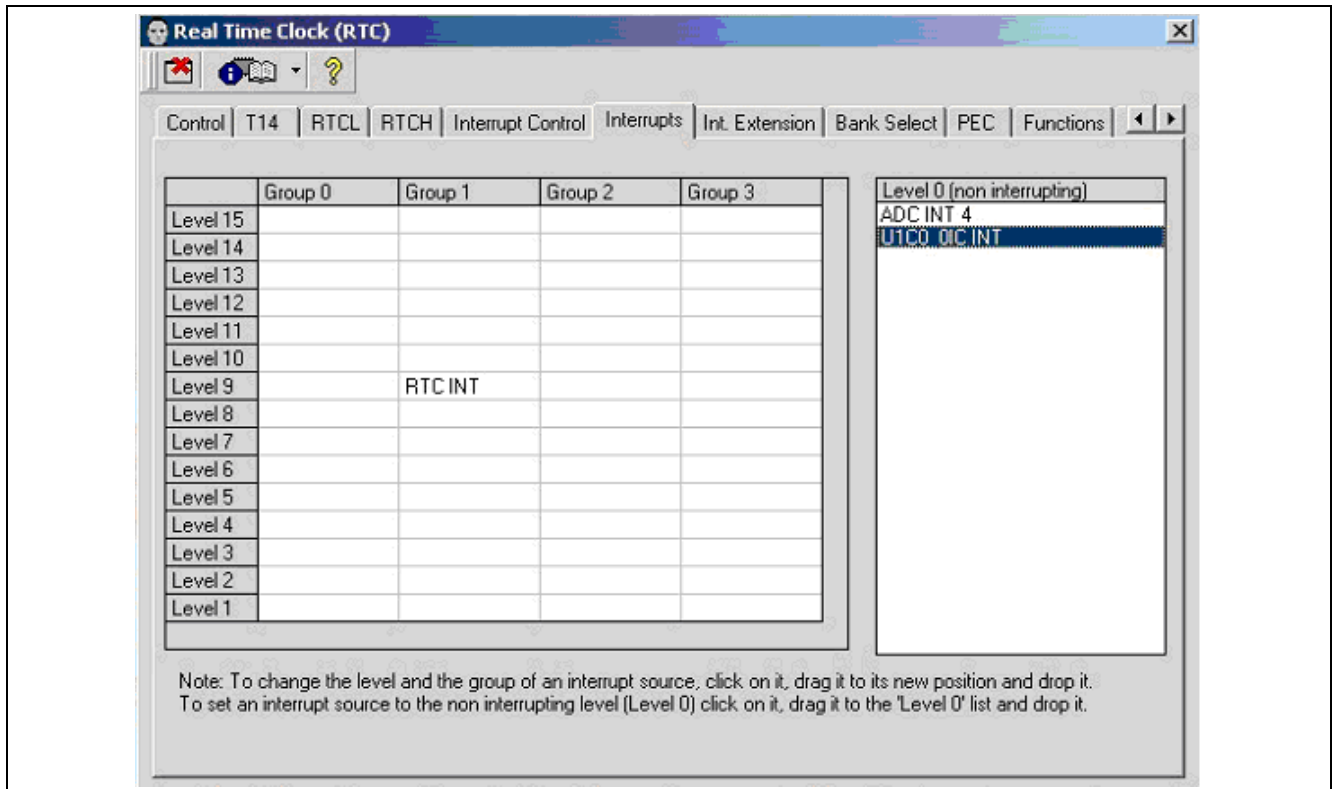 Real Time Clock (RTC)
Control T14 RTCL RTCH Interrupt Control Interrupts Int. Extension Bank Select PEC Functions
Group 0 Group 1 Group 2 Group 3
Level 0 (non interrupting)
ADC INT 4
U1C0 0IC INT
Level 15
Level 14
Level 13
Level 12
Level 11
Level 10
Level 9 RTC INT
Level 8
Level 7
Level 6
Level 5
Level 4
Level 3
Level 2
Level 1
Note: To change the level and the group of an interrupt source, click on it, drag it to its new position and drop it.
To set an interrupt source to the non interrupting level (Level 0) click on it, drag it to the 'Level 0' list and drop it.